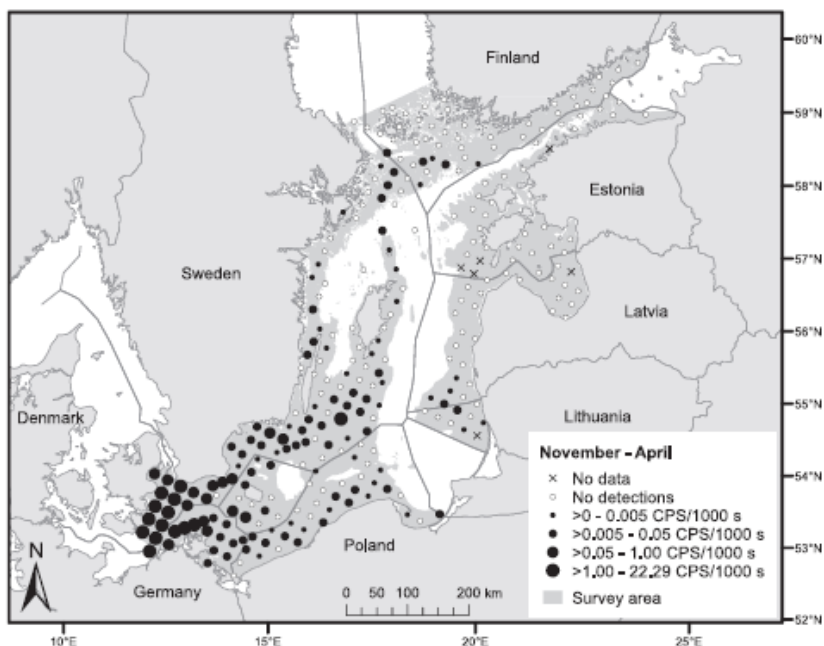 60°N
Finland
59°N
58°N
Estonia
57°N
Sweden
Latvia
56°N
55°N
Denmark
Lithuania
54°N
Poland
53°N
Germany
52°N
N
0 50 100 200 km
November - April
No data
No detections
>0 - 0.005 CPS/1000 s
>0.005 - 0.05 CPS/1000 s
>0.05 - 1.00 CPS/1000 s
>1.00 - 22.29 CPS/1000 s
Survey area
10°E 15°E 20°E 25°E